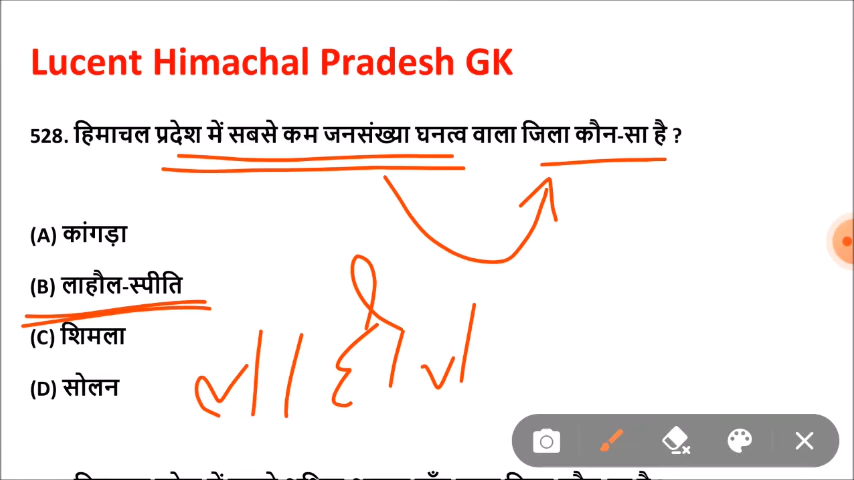 Lucent Himachal Pradesh GK
528. हिमाचल प्रदेश में सबसे कम जनसंख्या घनत्व वाला जिला कौन-सा है ?
(A) कांगड़ा
(B) लाहौल-स्पीति
(C) शिमला
(D) सोलन